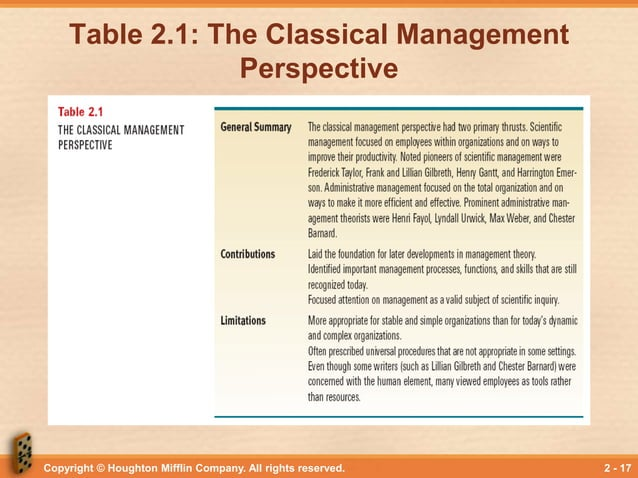 Table 2.1: The Classical Management
Perspective
Table 2.1
THE CLASSICAL MANAGEMENT
PERSPECTIVE
General Summary
The classical management perspective had two primary thrusts. Scientific
management focused on employees within organizations and on ways to
improve their productivity. Noted pioneers of scientific management were
Frederick Taylor, Frank and Lillian Gilbreth, Henry Gantt, and Harrington Emer-
son. Administrative management focused on the total organization and on
ways to make it more efficient and effective. Prominent administrative man-
agement theorists were Henri Fayol, Lyndall Urwick, Max Weber, and Chester
Barnard.
Contributions
Laid the foundation for later developments in management theory.
Identified important management processes, functions, and skills that are still
recognized today.
Focused attention on management as a valid subject of scientific inquiry.
Limitations
More appropriate for stable and simple organizations than for today's dynamic
and complex organizations.
Often prescribed universal procedures that are not appropriate in some settings.
Even though some writers (such as Lillian Gilbreth and Chester Barnard) were
concerned with the human element, many viewed employees as tools rather
than resources.
Copyright © Houghton Mifflin Company. All rights reserved.
2 - 17